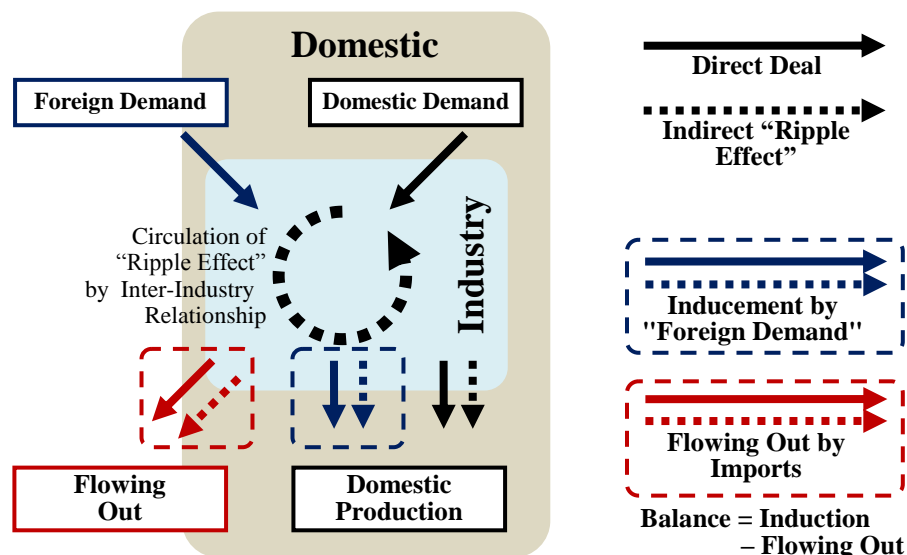 Domestic
Foreign Demand
Domestic Demand
Circulation of
“Ripple Effect”
by Inter-Industry
Relationship
Industry
Flowing
Out
Domestic
Production
Direct Deal
Indirect “Ripple
Effect”
Inducement by
"Foreign Demand"
Flowing Out by
Imports
Balance = Induction
– Flowing Out